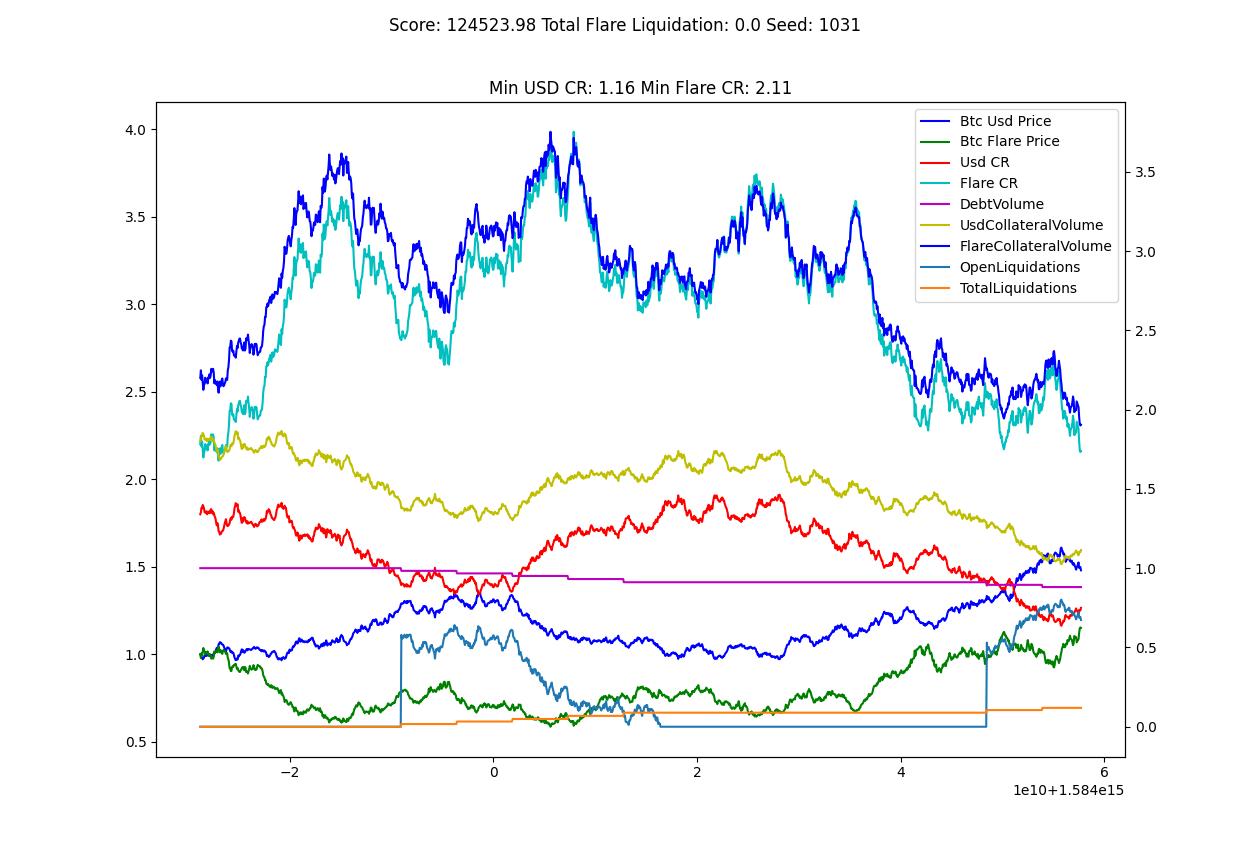 Score: 124523.98 Total Flare Liquidation: 0.0 Seed: 1031
Min USD CR: 1.16 Min Flare CR: 2.11
Btc Usd Price
Btc Flare Price
Usd CR
Flare CR
DebtVolume
UsdCollateralVolume
FlareCollateralVolume
OpenLiquidations
TotalLiquidations
4.0
3.5
3.0
2.5
2.0
1.5
1.0
0.5
3.5
3.0
2.5
2.0
1.5
1.0
0.5
0.0
−2 0 2 4 6
1e10+1.584e15